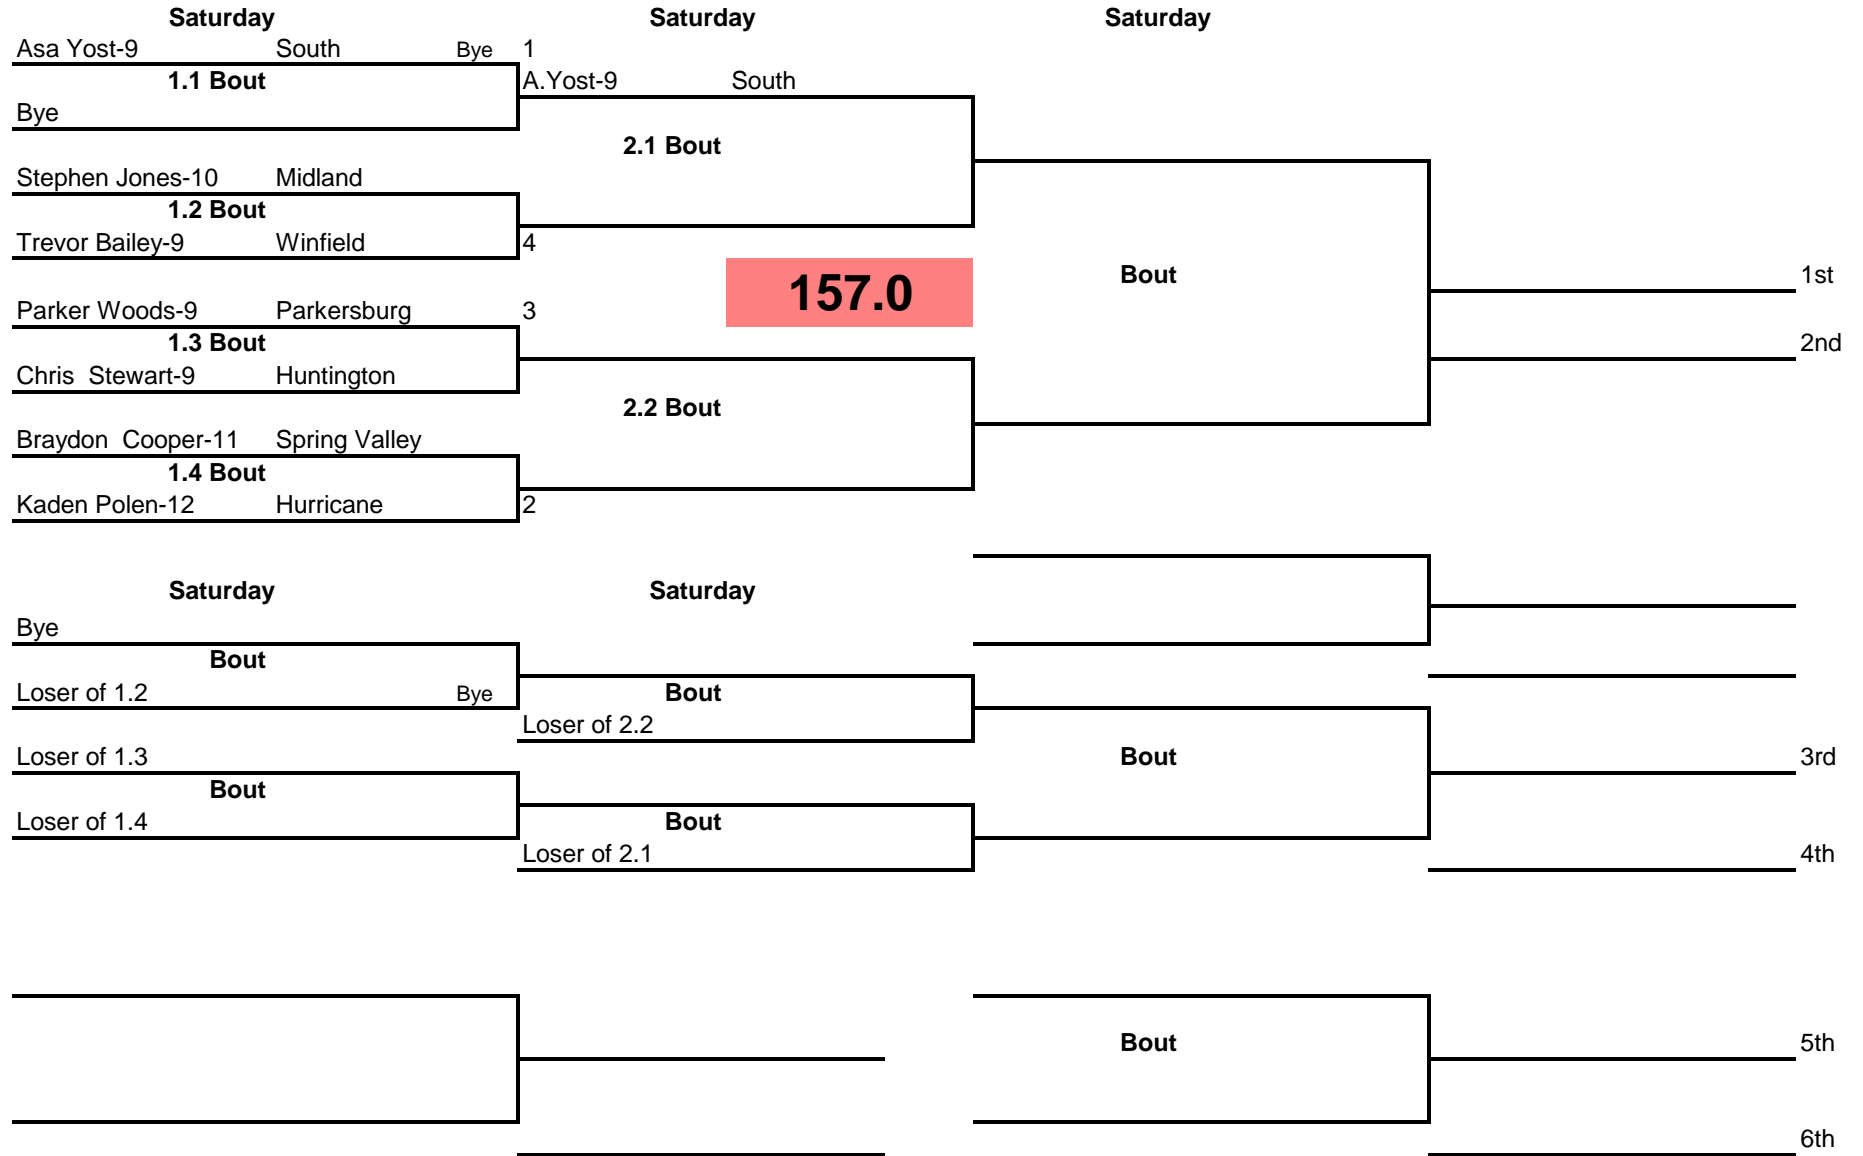 Saturday Saturday Saturday
Asa Yost-9 South Bye 1
1.1 Bout A.Yost-9 South
Bye
2.1 Bout
Stephen Jones-10 Midland
1.2 Bout
Trevor Bailey-9 Winfield 4
157.0 Bout 1st
Parker Woods-9 Parkersburg 3
1.3 Bout 2nd
Chris  Stewart-9 Huntington
2.2 Bout
Braydon  Cooper-11 Spring Valley
1.4 Bout
Kaden Polen-12 Hurricane 2
Saturday Saturday
Bye
Bout
Loser of 1.2 Bye Bout
Loser of 2.2
Loser of 1.3 Bout 3rd
Bout
Loser of 1.4 Bout
Loser of 2.1 4th
Bout 5th
6th